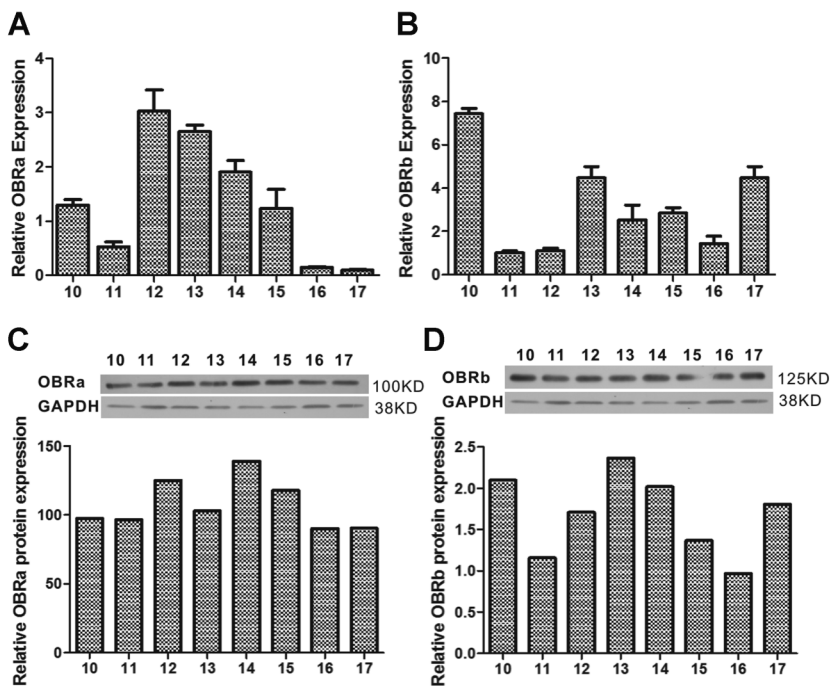 A
Relative OBRa Expression
4
3
2
1
0
10 11 12 13 14 15 16 17
B
Relative OBRb Expression
10
8
6
4
2
0
10 11 12 13 14 15 16 17
C
10 11 12 13 14 15 16 17
OBRa 100KD
GAPDH 38KD
Relative OBRa protein expression
150
100
50
0
10 11 12 13 14 15 16 17
D
10 11 12 13 14 15 16 17
OBRb 125KD
GAPDH 38KD
Relative OBRb protein expression
2.5
2.0
1.5
1.0
0.5
0.0
10 11 12 13 14 15 16 17